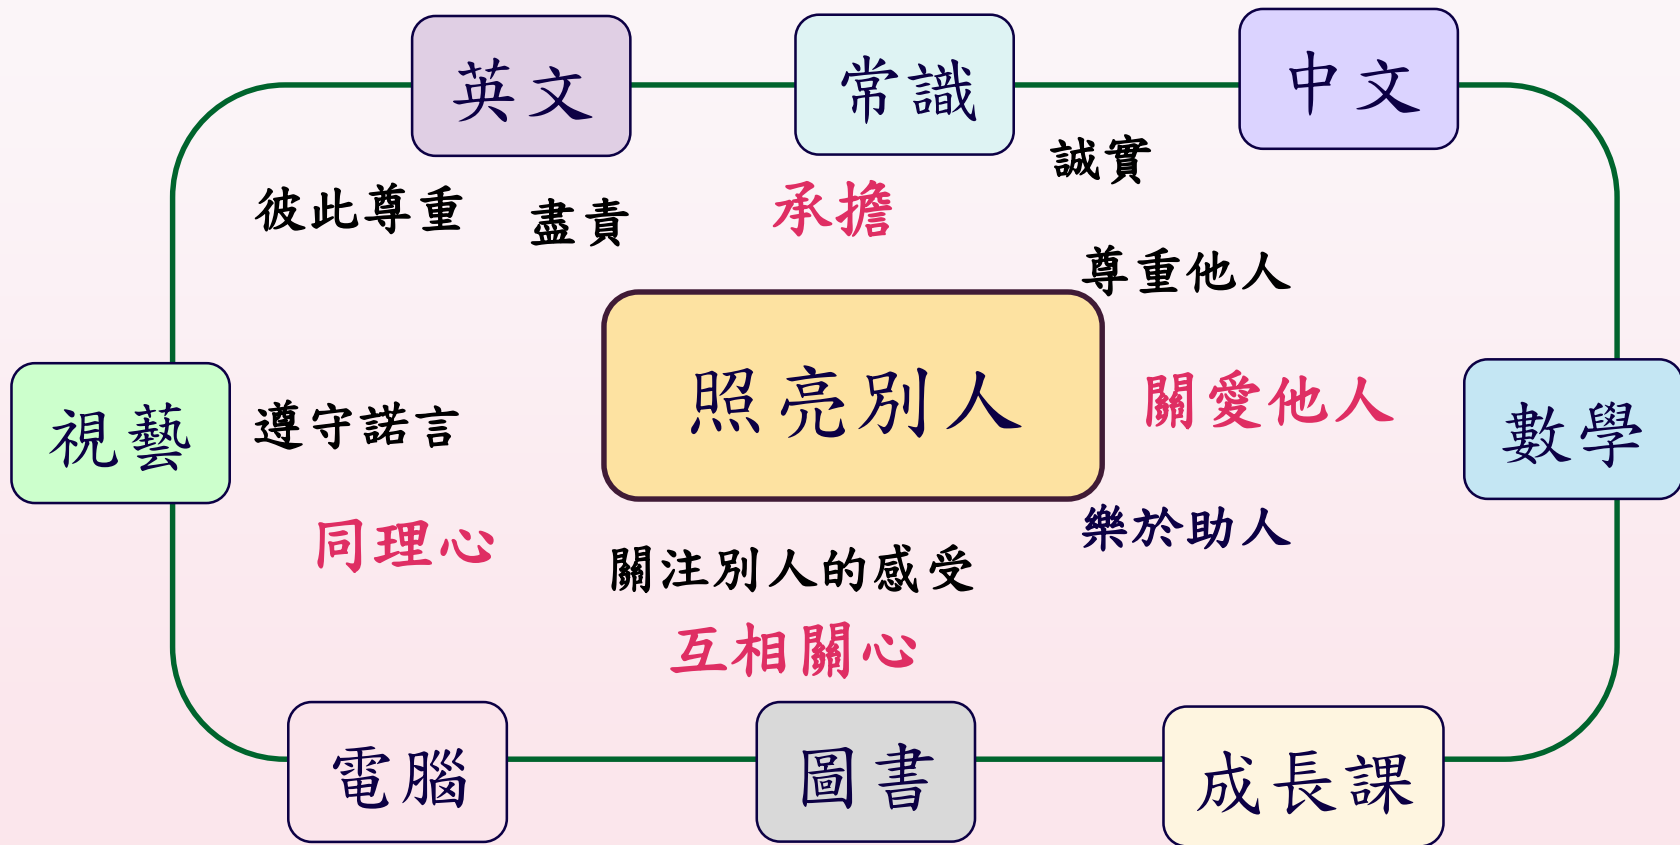 英文
常識
中文
誠實
彼此尊重
盡責
承擔
尊重他人
照亮別人
關愛他人
視藝
遵守諾言
數學
同理心
關注別人的感受
樂於助人
互相關心
電腦
圖書
成長課